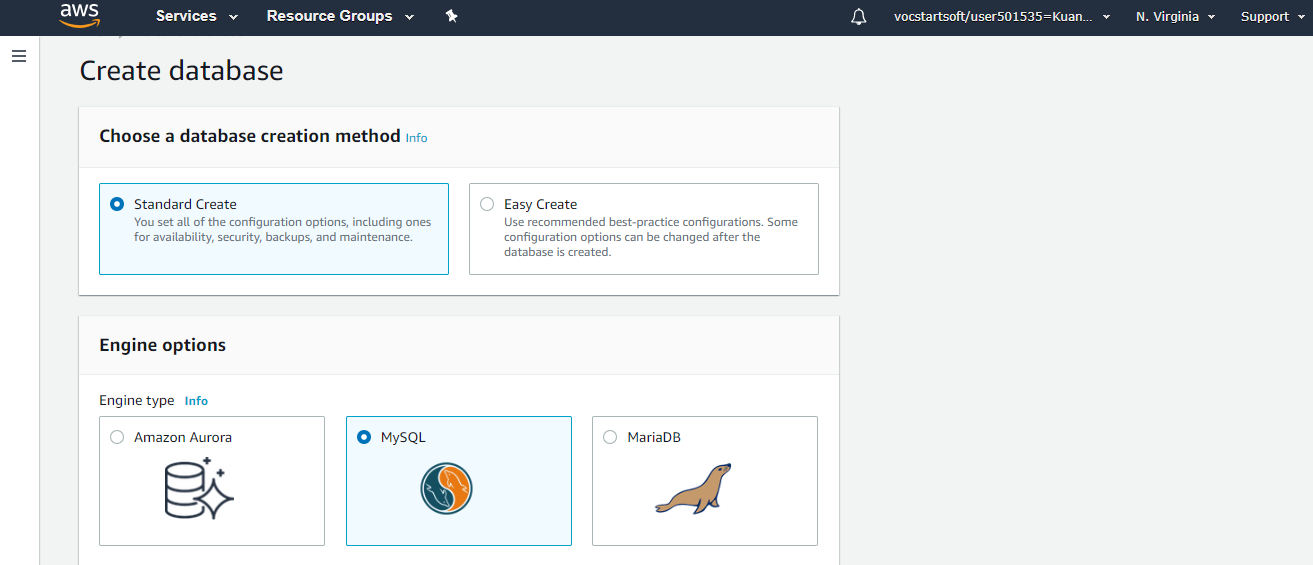 aws Services Resource Groups vocstartsoft/user501535=Kuan... N. Virginia Support
Create database
Choose a database creation method Info
Standard Create
You set all of the configuration options, including ones
for availability, security, backups, and maintenance.
Easy Create
Use recommended best-practice configurations. Some
configuration options can be changed after the
database is created.
Engine options
Engine type Info
Amazon Aurora
MySQL
MariaDB